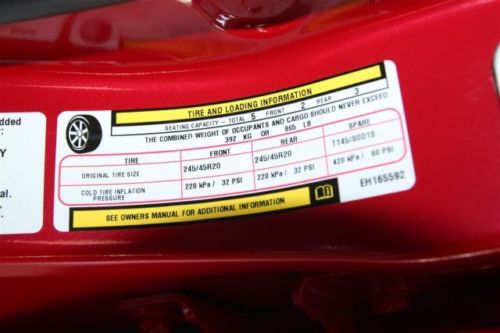 dded
r:
Y
al.
'.
e.
TIRE AND LOADING INFORMATION
SEATING CAPACITY - TOTAL 5 FRONT 2 REAR 3
THE COMBINED WEIGHT OF OCCUPANTS AND CARGO SHOULD NEVER EXCEED
392 KG OR 865 LB
TIRE FRONT REAR SPARE
ORIGINAL TIRE SIZE 245/45R20 245/45R20 T145/80D18
COLD TIRE INFLATION PRESSURE 220 kPa / 32 PSI 220 kPa / 32 PSI 420 kPa / 60 PSI
SEE OWNERS MANUAL FOR ADDITIONAL INFORMATION
EH165592